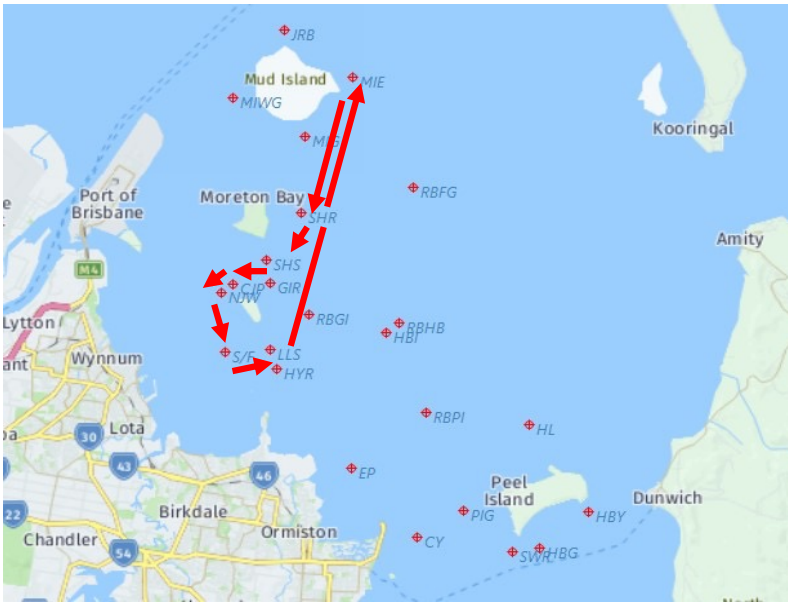 JRB
Mud Island
MIE
MIWG
Kooringal
MIG
Port of
Brisbane
Moreton Bay
RBFG
SHR
Amity
SHS
M4
CJP
GIR
NJW
RBGI
Lytton
RBHB
HBI
Wynnum
S/F
LLS
HYR
RBPI
HL
30
Lota
43
46
EP
Peel
Island
Dunwich
22
Birkdale
PIG
HBY
Ormiston
Chandler
CY
54
SWR
HBG